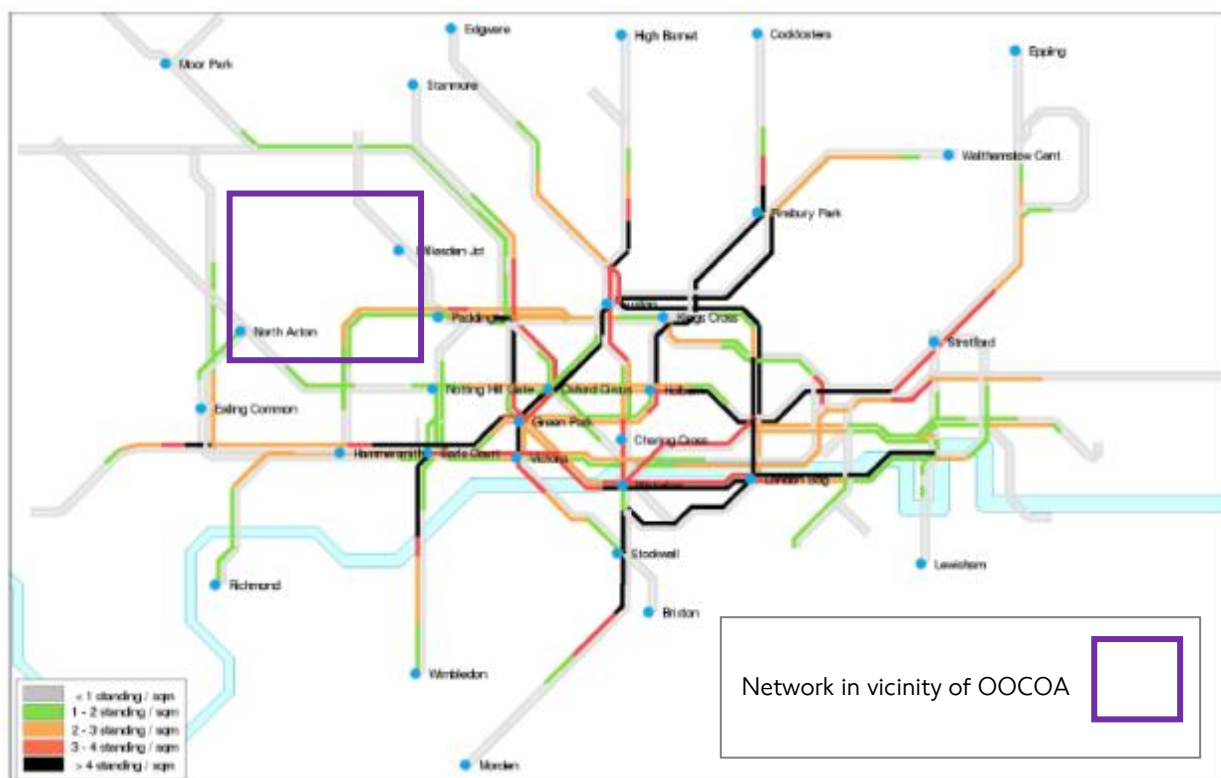 Edgware
High Barnet
Cockfosters
Epping
Moor Park
Stanmore
Walthamstow Cent.
Finsbury Park
Willesden Jct
Euston
Paddington
Kings Cross
North Acton
Stratford
Notting Hill Gate
Oxford Circus
Holborn
Ealing Common
Green Park
Charing Cross
Hammersmith
Earls Court
Victoria
Waterloo
London Bdg
Stockwell
Lewisham
Richmond
Brixton
Wimbledon
Morden
< 1 standing / sqm
1 - 2 standing / sqm
2 - 3 standing / sqm
3 - 4 standing / sqm
> 4 standing / sqm
Network in vicinity of OOCOA